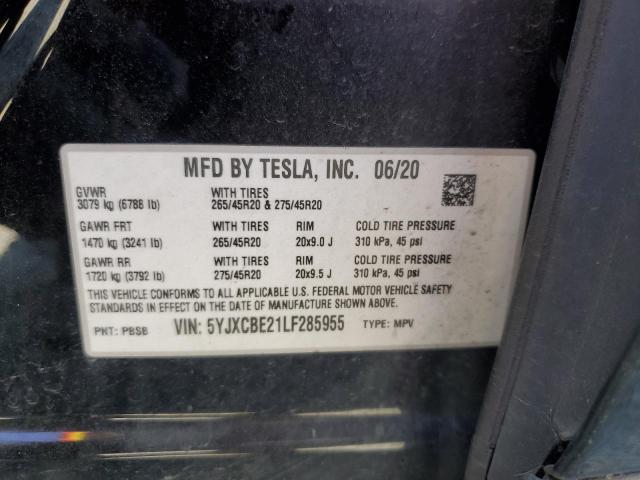 MFD BY TESLA, INC. 06/20
GVWR WITH TIRES
3079 kg (6788 lb) 265/45R20 & 275/45R20
GAWR FRT WITH TIRES RIM COLD TIRE PRESSURE
1470 kg (3241 lb) 265/45R20 20x9.0 J 310 kPa, 45 psi
GAWR RR WITH TIRES RIM COLD TIRE PRESSURE
1720 kg (3792 lb) 275/45R20 20x9.5 J 310 kPa, 45 psi
THIS VEHICLE CONFORMS TO ALL APPLICABLE U.S. FEDERAL MOTOR VEHICLE SAFETY
STANDARDS IN EFFECT ON THE DATE OF MANUFACTURE SHOWN ABOVE.
PNT: PBSB VIN: 5YJXCBE21LF285955 TYPE: MPV